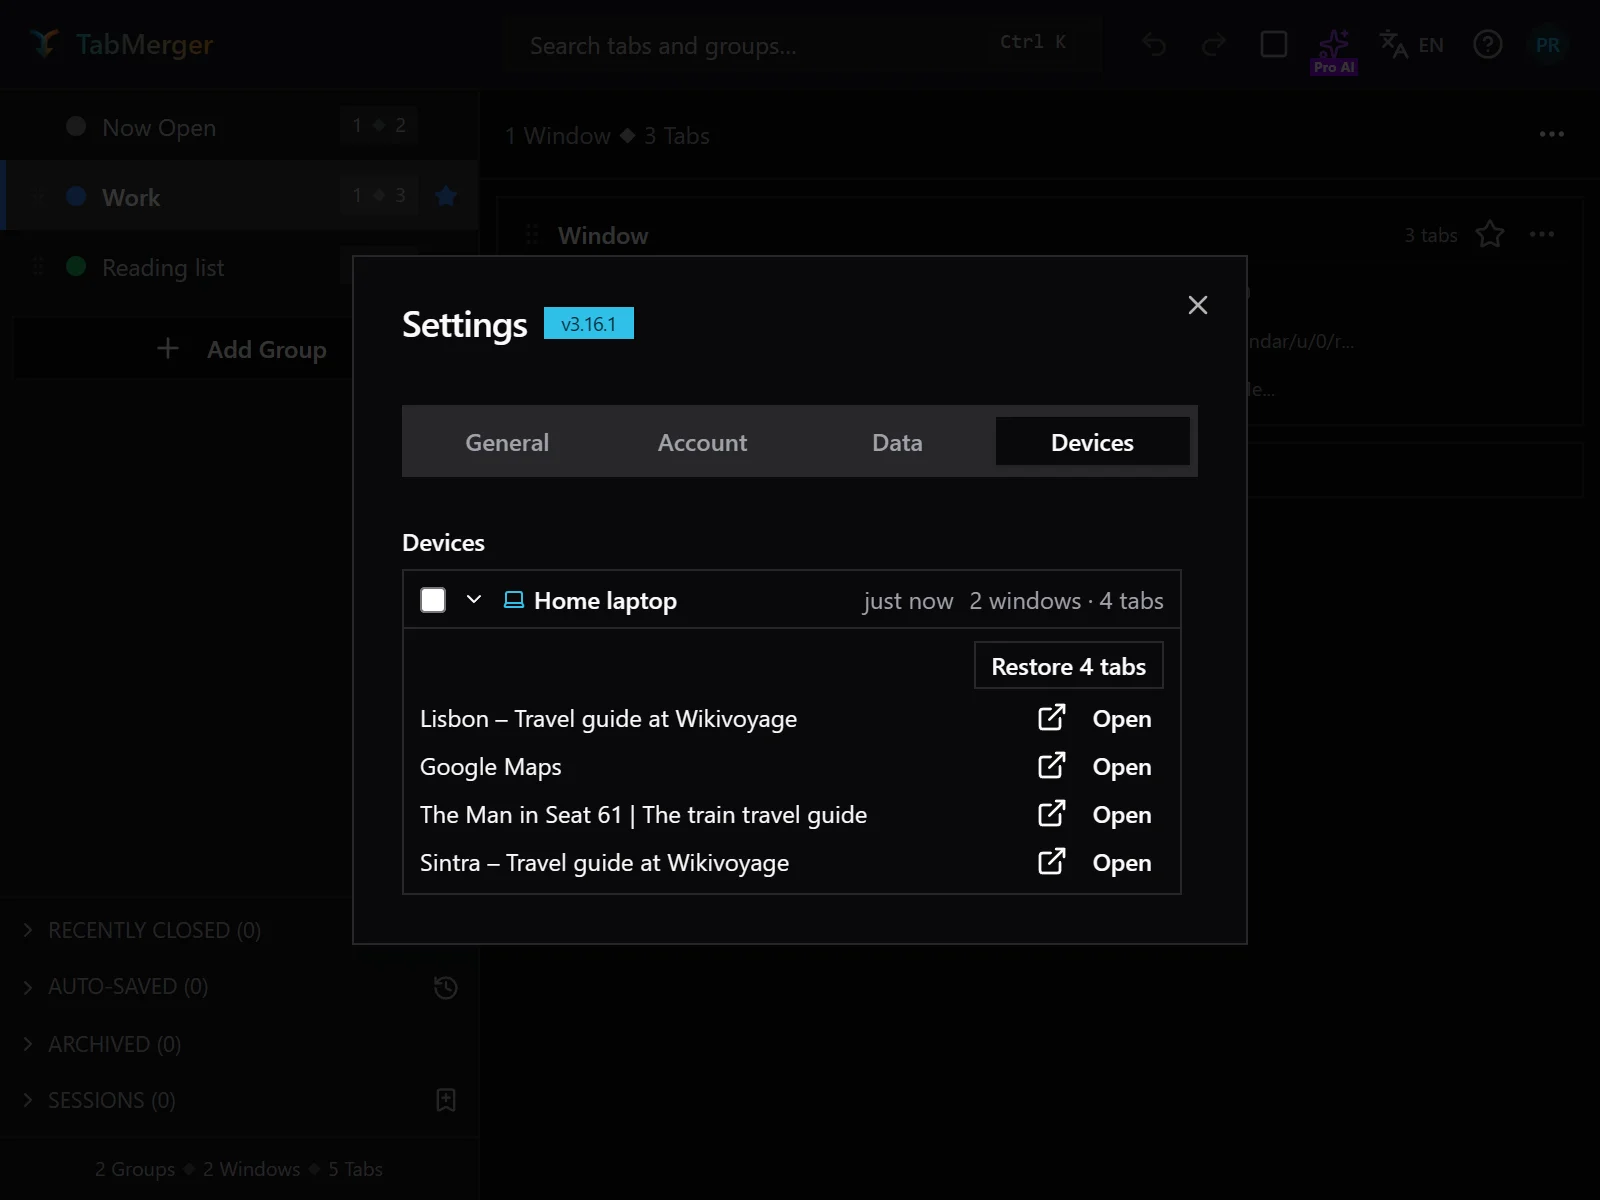 TabMerger
Search tabs and groups...
Ctrl K
Pro AI
EN
PR
Now Open
1 ◆ 2
1 Window ◆ 3 Tabs
Work
1 ◆ 3
Window
3 tabs
Reading list
Add Group
ndar/u/0/r...
le...
Settings
v3.16.1
General
Account
Data
Devices
Devices
Home laptop
just now
2 windows · 4 tabs
Restore 4 tabs
Lisbon – Travel guide at Wikivoyage
Open
Google Maps
Open
The Man in Seat 61 | The train travel guide
Open
Sintra – Travel guide at Wikivoyage
Open
RECENTLY CLOSED (0)
AUTO-SAVED (0)
ARCHIVED (0)
SESSIONS (0)
2 Groups ◆ 2 Windows ◆ 5 Tabs